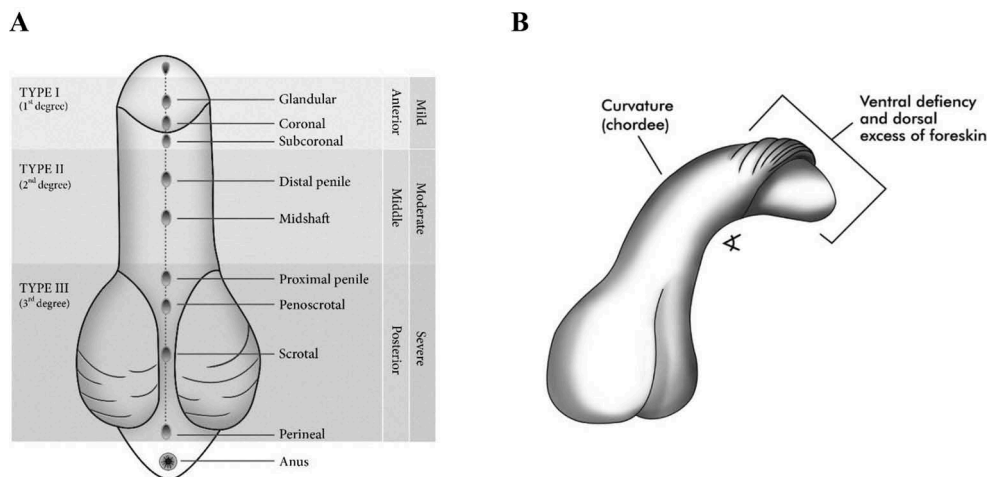 A
TYPE I
(1st degree)
TYPE II
(2nd degree)
TYPE III
(3rd degree)
Glandular
Coronal
Subcoronal
Distal penile
Midshaft
Proximal penile
Penoscrotal
Scrotal
Perineal
Anus
Anterior
Middle
Posterior
Mild
Moderate
Severe
B
Curvature
(chordee)
Ventral defiency
and dorsal
excess of foreskin